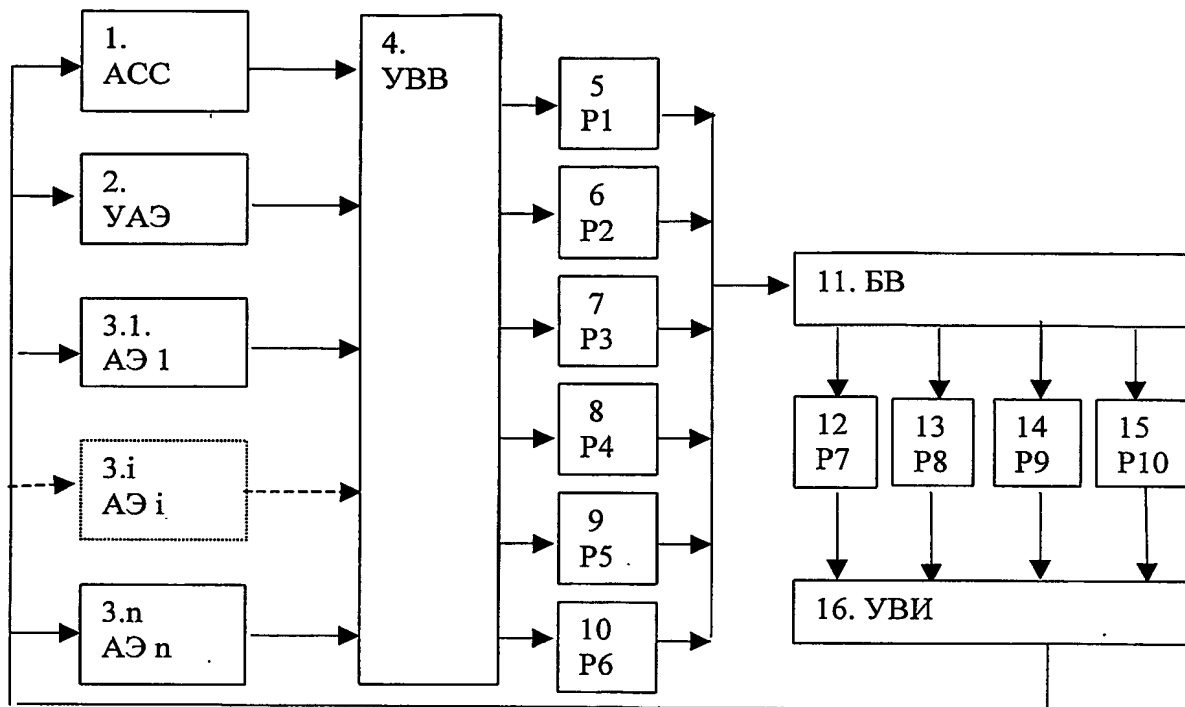 1.
АСС
2.
УАЭ
3.1.
АЭ 1
3.i
АЭ i
3.n
АЭ n
4.
УВВ
5
Р1
6
Р2
7
Р3
8
Р4
9
Р5
10
Р6
11. БВ
12
Р7
13
Р8
14
Р9
15
Р10
16. УВИ